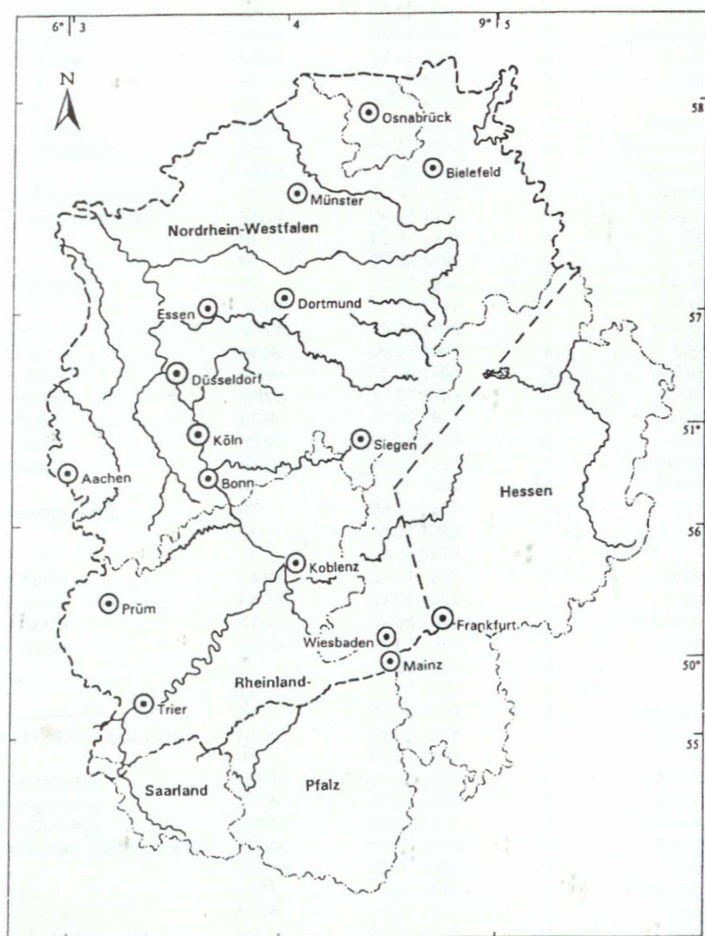 6° 3 4 9° 5
N
58
Osnabrück
Bielefeld
Münster
Nordrhein-Westfalen
57
Dortmund
Essen
Düsseldorf
51°
Köln
Siegen
Aachen
Bonn
Hessen
56
Koblenz
Prüm
Frankfurt
Wiesbaden
50°
Mainz
Rheinland-
Trier
55
Saarland
Pfalz